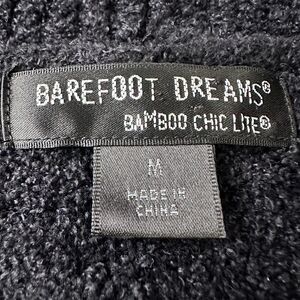 BAREFOOT DREAMS®
BAMBOO CHIC LITE®
M
MADE IN
CHINA